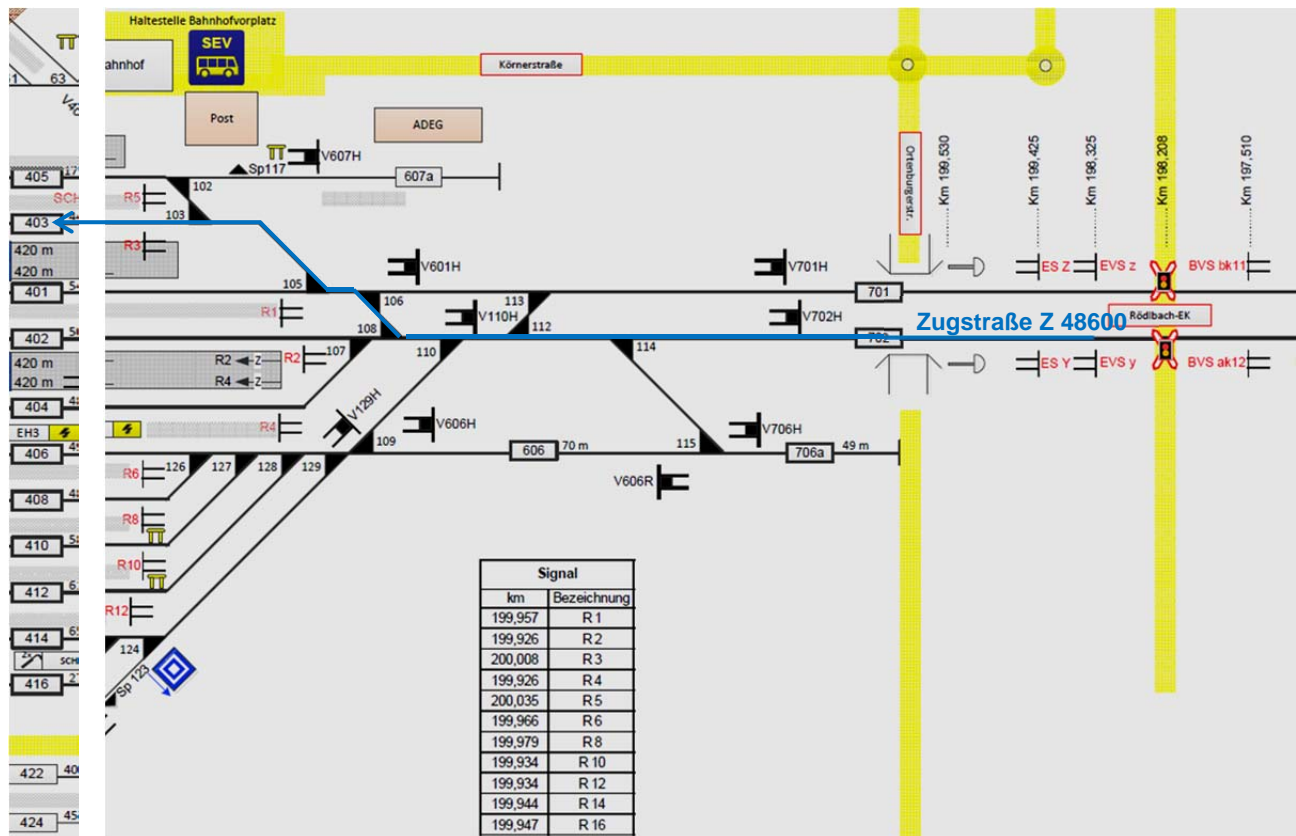 Haltestelle Bahnhofvorplatz
SEV
ahnhof
Körnerstraße
63
Post
ADEG
V607H
Sp117
607a
405
102
R5
103
403
420 m
420 m
R3
401
105
V601H
V701H
701
Ortenburgerstr.
Km 199,530
Km 199,425
Km 198,325
Km 198,208
Km 197,510
ES Z
EVS z
BVS bk11
R1
106
113
V110H
112
V702H
702
Zugstraße Z 48600
Rödlbach-EK
402
108
107
110
114
420 m
420 m
R2
Z
R2
R4
Z
ES Y
EVS y
BVS ak12
404
EH3
R4
V129H
V606H
V706H
109
115
406
606
70 m
706a
49 m
R6
126
127
128
129
V606R
408
R8
410
R10
412
R12
414
124
Sp 123
416
422
424
Signal
km Bezeichnung
199,957 R 1
199,926 R 2
200,008 R 3
199,926 R 4
200,035 R 5
199,966 R 6
199,979 R 8
199,934 R 10
199,934 R 12
199,944 R 14
199,947 R 16